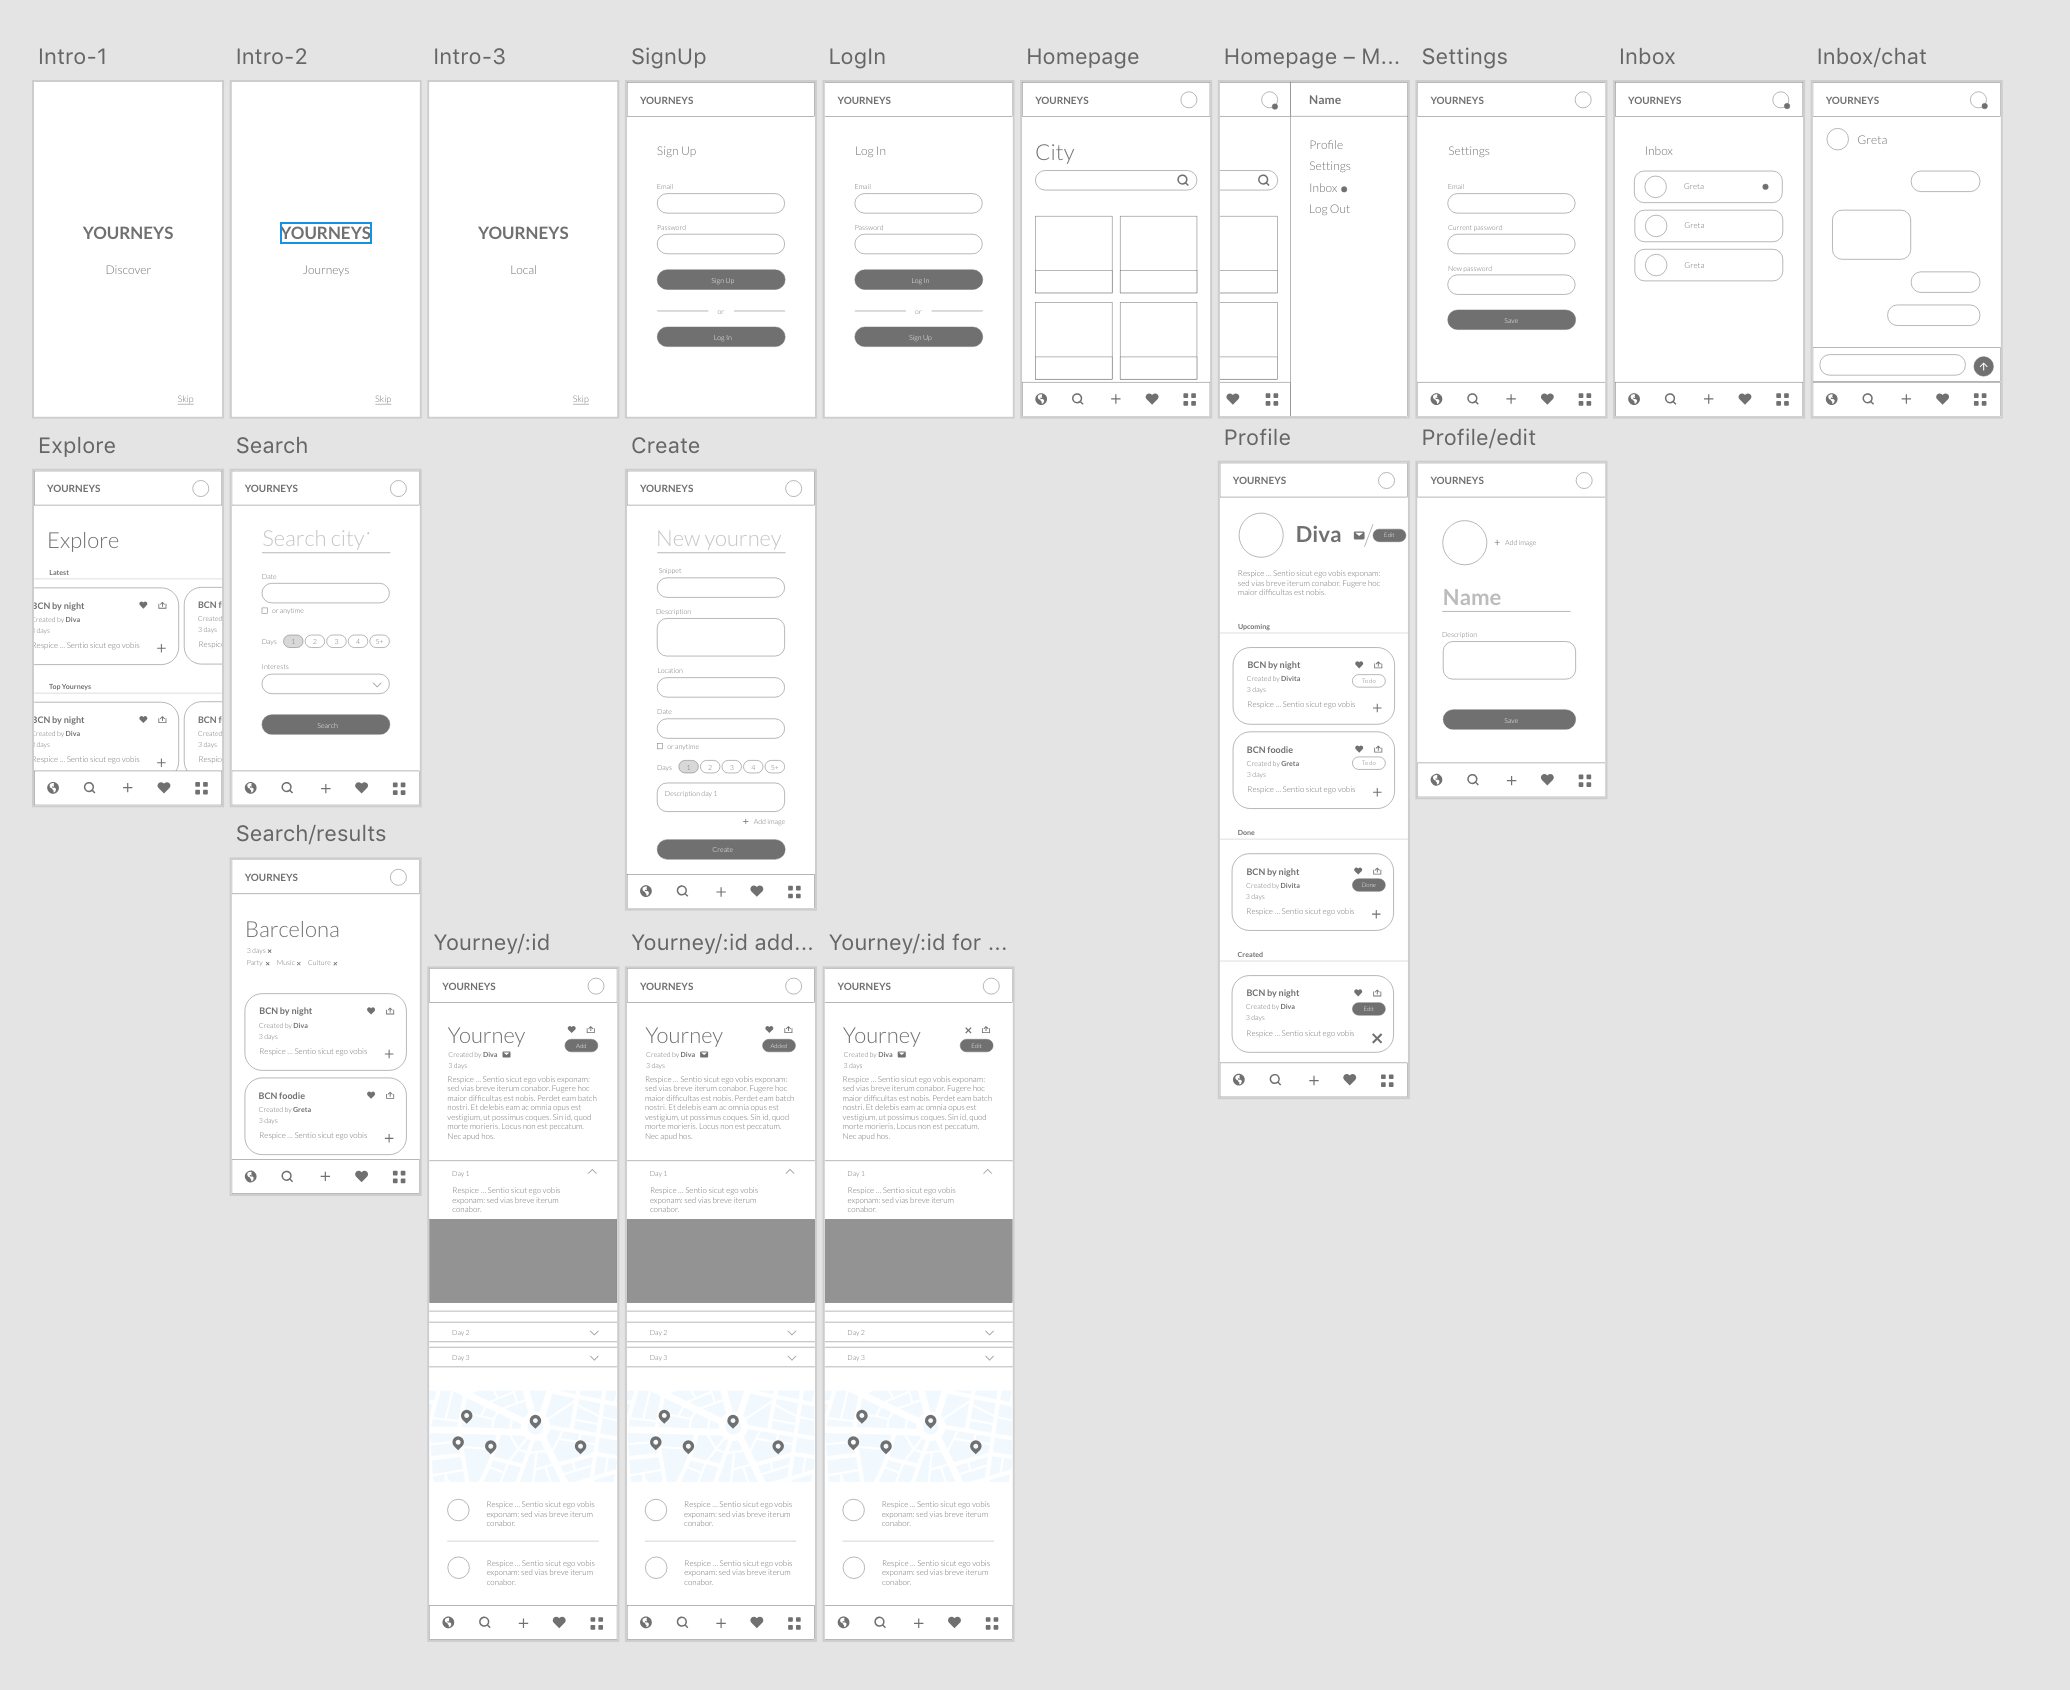 Intro-1
YOURNEYS
Discover
Skip
Intro-2
YOURNEYS
Journeys
Skip
Intro-3
YOURNEYS
Local
Skip
SignUp
YOURNEYS
Sign Up
Email
Password
Sign Up
or
Log In
LogIn
YOURNEYS
Log In
Email
Password
Log In
or
Sign Up
Homepage
YOURNEYS
City
Homepage – M...
Name
Profile
Settings
Inbox
Log Out
Settings
YOURNEYS
Settings
Email
Current password
New password
Save
Inbox
YOURNEYS
Inbox
Greta
Greta
Greta
Inbox/chat
YOURNEYS
Greta
Explore
YOURNEYS
Explore
Latest
BCN by night
Created by Diva
3 days
Respice ... Sentio sicut ego vobis
BCN f
Created
3 days
Respic
Top Yourneys
BCN by night
Created by Diva
3 days
Respice ... Sentio sicut ego vobis
BCN f
Created
3 days
Respic
Search
YOURNEYS
Search city*
Date
or anytime
Days 1 2 3 4 5+
Interests
Search
Create
YOURNEYS
New yourney
Snippet
Description
Location
Date
or anytime
Days 1 2 3 4 5+
Description day 1
+ Add image
Create
Profile
YOURNEYS
Diva / Edit
Respice ... Sentio sicut ego vobis exponam:
sed vias breve iterum conabor. Fugere hoc
maior difficultas est nobis.
Upcoming
BCN by night
Created by Divita
Todo
3 days
Respice ... Sentio sicut ego vobis
BCN foodie
Created by Greta
Todo
3 days
Respice ... Sentio sicut ego vobis
Done
BCN by night
Created by Divita
Done
3 days
Respice ... Sentio sicut ego vobis
Created
BCN by night
Created by Diva
Edit
3 days
Respice ... Sentio sicut ego vobis
Profile/edit
YOURNEYS
+ Add image
Name
Description
Save
Search/results
YOURNEYS
Barcelona
3 days x
Party x Music x Culture x
BCN by night
Created by Diva
3 days
Respice ... Sentio sicut ego vobis
BCN foodie
Created by Greta
3 days
Respice ... Sentio sicut ego vobis
Yourney/:id
YOURNEYS
Yourney
Add
Created by Diva
3 days
Respice ... Sentio sicut ego vobis exponam:
sed vias breve iterum conabor. Fugere hoc
maior difficultas est nobis. Perdet eam batch
nostri. Et delebis eam ac omnia opus est
vestigium, ut possimus coques. Sin id, quod
morte morieris. Locus non est peccatum.
Nec apud hos.
Day 1
Respice ... Sentio sicut ego vobis
exponam: sed vias breve iterum
conabor.
Day 2
Day 3
Respice ... Sentio sicut ego vobis
exponam: sed vias breve iterum
conabor.
Respice ... Sentio sicut ego vobis
exponam: sed vias breve iterum
conabor.
Yourney/:id add...
YOURNEYS
Yourney
Added
Created by Diva
3 days
Respice ... Sentio sicut ego vobis exponam:
sed vias breve iterum conabor. Fugere hoc
maior difficultas est nobis. Perdet eam batch
nostri. Et delebis eam ac omnia opus est
vestigium, ut possimus coques. Sin id, quod
morte morieris. Locus non est peccatum.
Nec apud hos.
Day 1
Respice ... Sentio sicut ego vobis
exponam: sed vias breve iterum
conabor.
Day 2
Day 3
Respice ... Sentio sicut ego vobis
exponam: sed vias breve iterum
conabor.
Respice ... Sentio sicut ego vobis
exponam: sed vias breve iterum
conabor.
Yourney/:id for ...
YOURNEYS
Yourney
Edit
Created by Diva
3 days
Respice ... Sentio sicut ego vobis exponam:
sed vias breve iterum conabor. Fugere hoc
maior difficultas est nobis. Perdet eam batch
nostri. Et delebis eam ac omnia opus est
vestigium, ut possimus coques. Sin id, quod
morte morieris. Locus non est peccatum.
Nec apud hos.
Day 1
Respice ... Sentio sicut ego vobis
exponam: sed vias breve iterum
conabor.
Day 2
Day 3
Respice ... Sentio sicut ego vobis
exponam: sed vias breve iterum
conabor.
Respice ... Sentio sicut ego vobis
exponam: sed vias breve iterum
conabor.